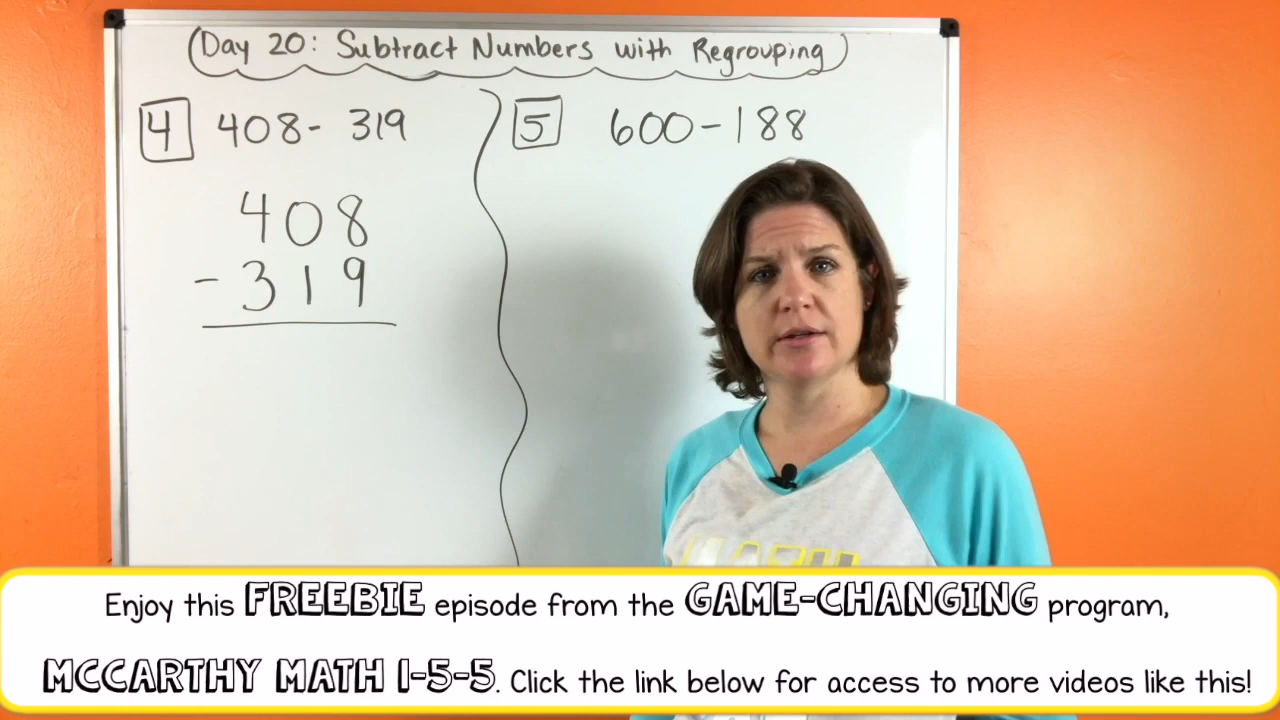 Day 20: Subtract Numbers with Regrouping
4 408- 319
408
- 319
5 600-188
MATH
Enjoy this FREEBIE episode from the GAME-CHANGING program,
MCCARTHY MATH 1-5-5. Click the link below for access to more videos like this!